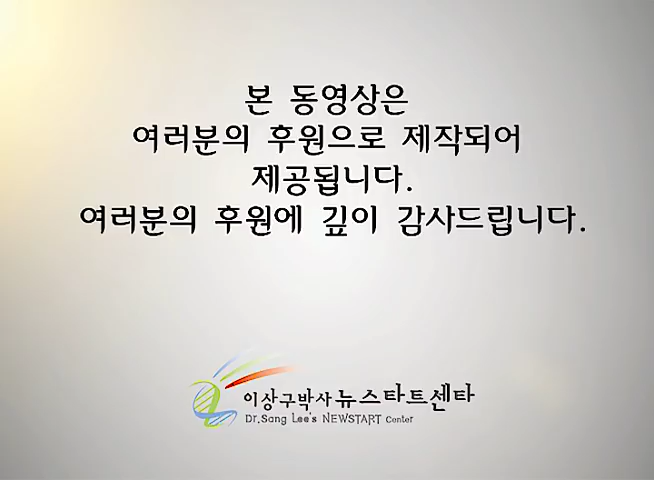 본 동영상은
여러분의 후원으로 제작되어
제공됩니다.
여러분의 후원에 깊이 감사드립니다.
이상구박사 뉴스타트센타
Dr.Sang Lee's NEWSTART Center